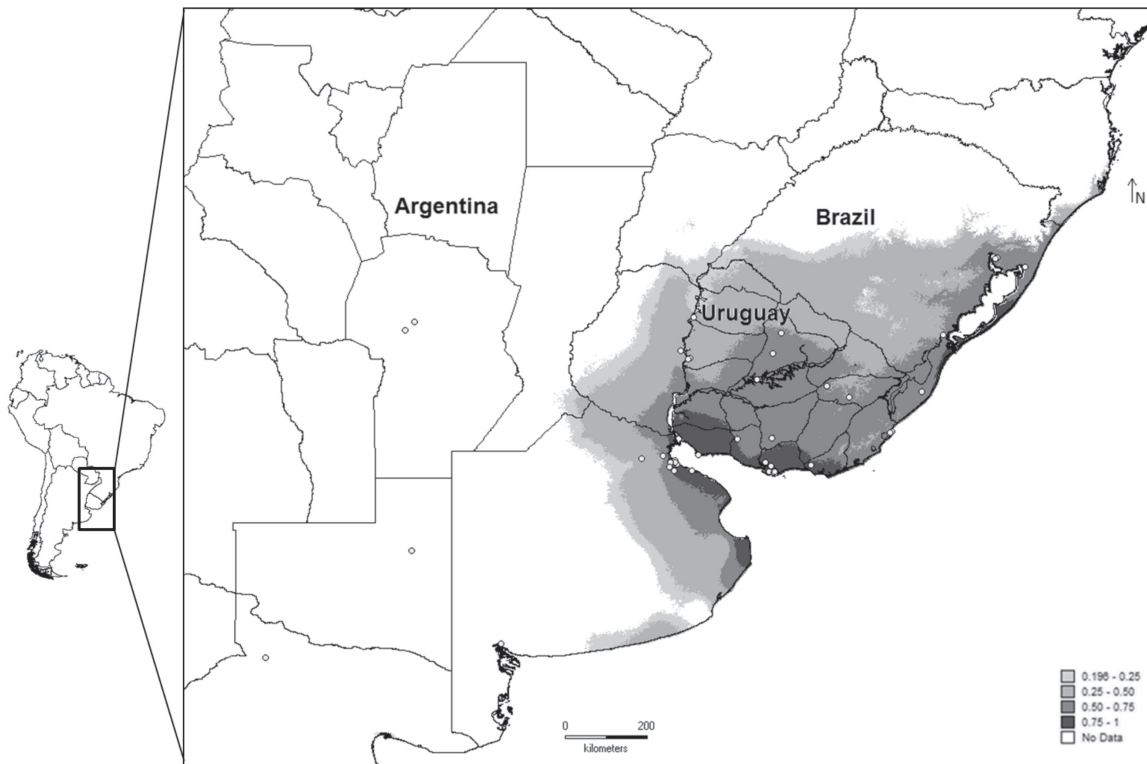 Argentina
Brazil
N
Uruguay
0.196 - 0.25
0.25 - 0.50
0.50 - 0.75
0.75 - 1
No Data
0 200
kilometers